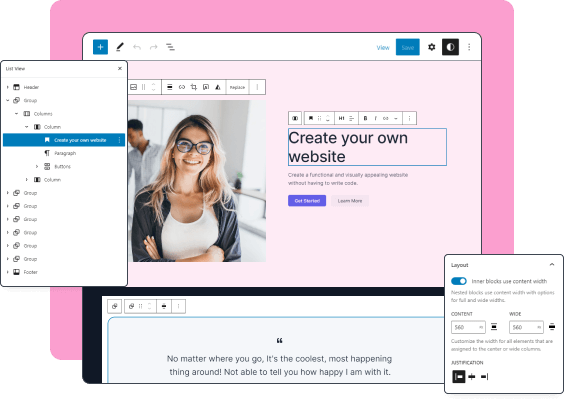 View
Save
List View
Header
Group
Columns
Column
Create your own website
Paragraph
Buttons
Column
Group
Group
Group
Group
Group
Group
Footer
Replace
H1
B
I
Create your own
website
Create a functional and visually appearing website
without having to write code.
Get Started
Learn More
“
No matter where you go, It's the coolest, most happening
thing around! Not able to tell you how happy I am with it.
Layout
Inner blocks use content width
Nested blocks use content width with options
for full and wide widths.
CONTENT
WIDE
560
560
Customize the width for all elements that are
assigned to the center or wide columns.
JUSTIFICATION